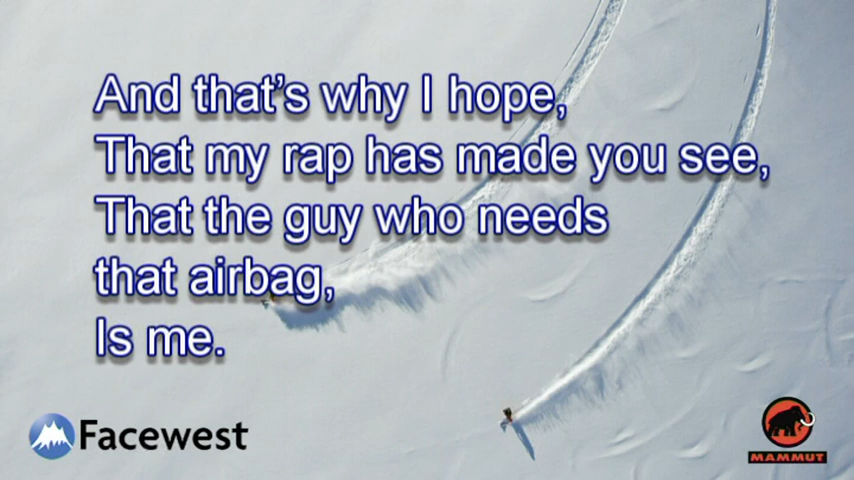 And that's why I hope,
That my rap has made you see,
That the guy who needs
that airbag,
Is me.
Facewest
MAMMUT